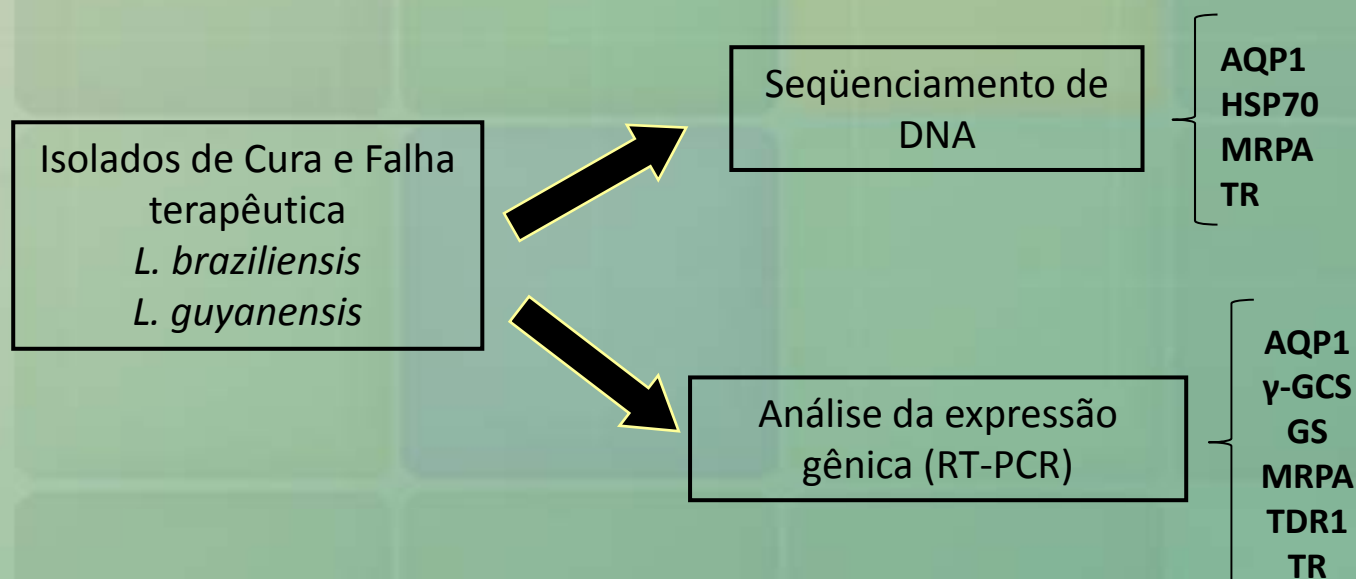 Isolados de Cura e Falha
terapêutica
L. braziliensis
L. guyanensis
Seqüenciamento de
DNA
AQP1
HSP70
MRPA
TR
Análise da expressão
gênica (RT-PCR)
AQP1
γ-GCS
GS
MRPA
TDR1
TR